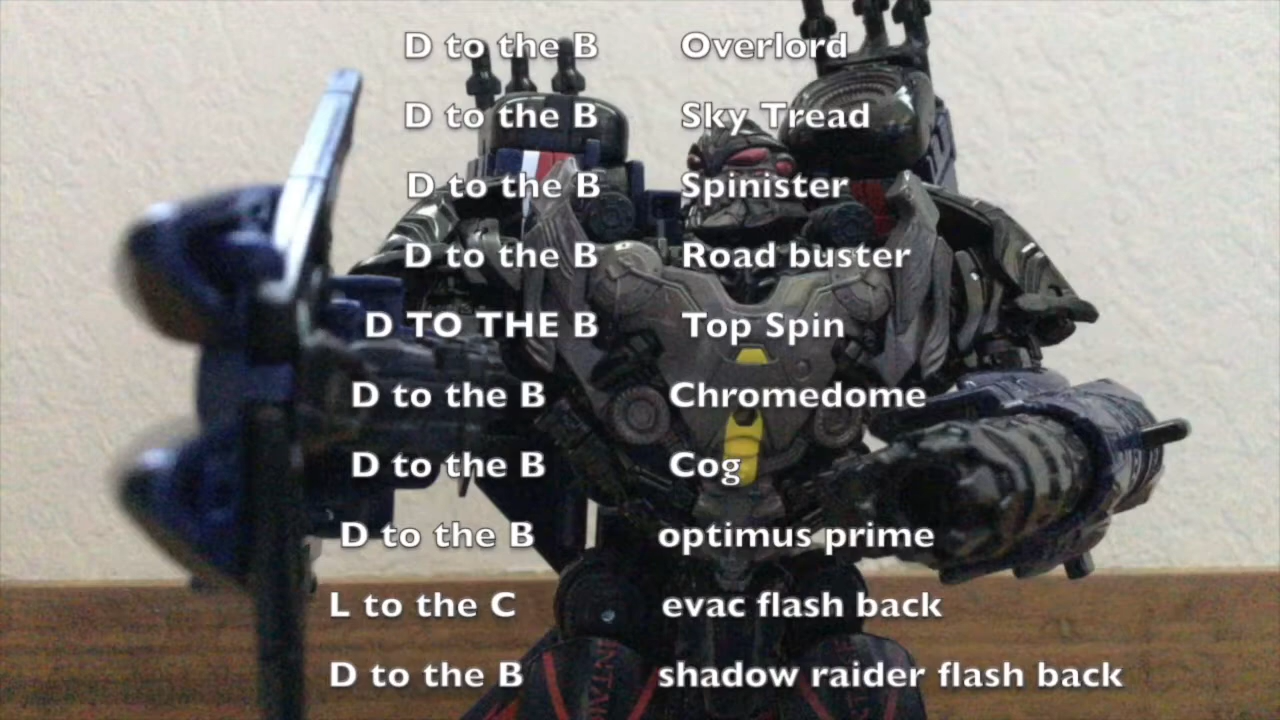 D to the B Overlord
D to the B Sky Tread
D to the B Spinister
D to the B Road buster
D TO THE B Top Spin
D to the B Chromedome
D to the B Cog
D to the B optimus prime
L to the C evac flash back
D to the B shadow raider flash back